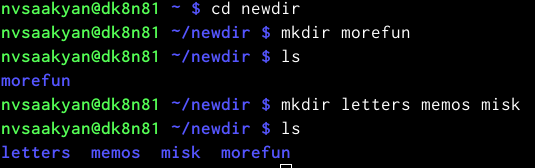 nvsaakyan@dk8n81 ~ $ cd newdir
nvsaakyan@dk8n81 ~/newdir $ mkdir morefun
nvsaakyan@dk8n81 ~/newdir $ ls
morefun
nvsaakyan@dk8n81 ~/newdir $ mkdir letters memos misk
nvsaakyan@dk8n81 ~/newdir $ ls
letters  memos  misk  morefun